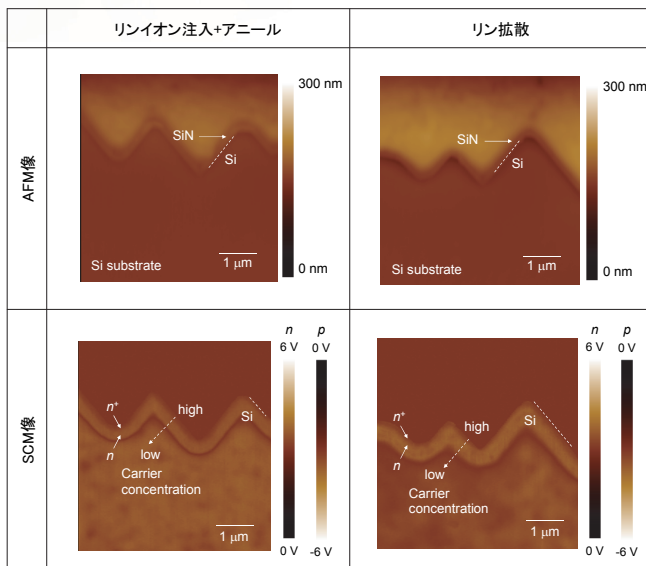 リンイオン注入+アニール
リン拡散
AFM像
SiN
Si
Si substrate
1 μm
300 nm
0 nm
SiN
Si
Si substrate
1 μm
300 nm
0 nm
SCM像
n⁺
n
high
low
Carrier
concentration
Si
1 μm
n p
6 V 0 V
0 V -6 V
n⁺
n
high
low
Carrier
concentration
Si
1 μm
n p
6 V 0 V
0 V -6 V